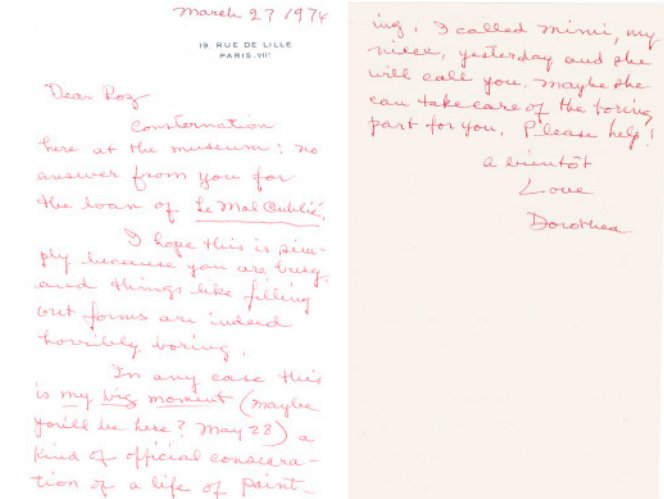 March 27 1974
19, RUE DE LILLE
PARIS. VIIe
Dear Roz
Consternation
here at the museum: no
answer from you for
the loan of Le Mal Oublié.
I hope this is sim-
ply because you are busy
and things like filling
out forms are indeed
horribly boring.
In any case this
is my big moment (maybe
you'll be here? May 28) a
kind of official consecra-
tion of a life of paint-
ing. I called Mimi, my
niece, yesterday and she
will call you. Maybe she
can take care of the boring
part for you. Please help!
a bientôt
Love
Dorothea